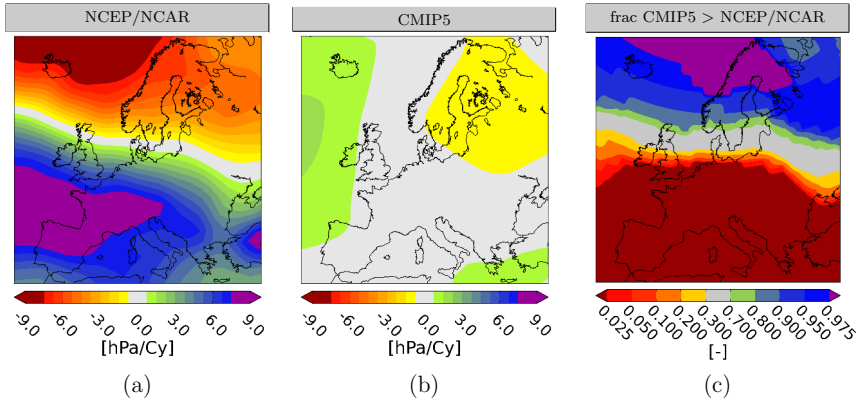 NCEP/NCAR
CMIP5
frac CMIP5 > NCEP/NCAR
-9.0 -6.0 -3.0 0.0 3.0 6.0 9.0
[hPa/Cy]
-9.0 -6.0 -3.0 0.0 3.0 6.0 9.0
[hPa/Cy]
0.025 0.050 0.100 0.200 0.300 0.700 0.800 0.900 0.950 0.975
[-]
(a)
(b)
(c)